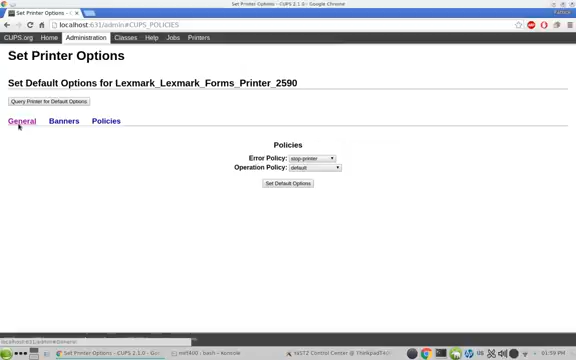 Set Printer Options - CUPS 2.1.0 - Google Chrome
Set Printer Options - C
Patrick
localhost:631/admin#CUPS_POLICIES
CUPS.org Home Administration Classes Help Jobs Printers
Set Printer Options
Set Default Options for Lexmark_Lexmark_Forms_Printer_2590
Query Printer for Default Options
General Banners Policies
Policies
Error Policy: stop-printer
Operation Policy: default
Set Default Options
localhost:631/admin#General
Set Printer Options - CUPS 2.1.0 - Go
: bash - Konsole
YaST2 Control Center @ ThinkpadT4
01:59 PM